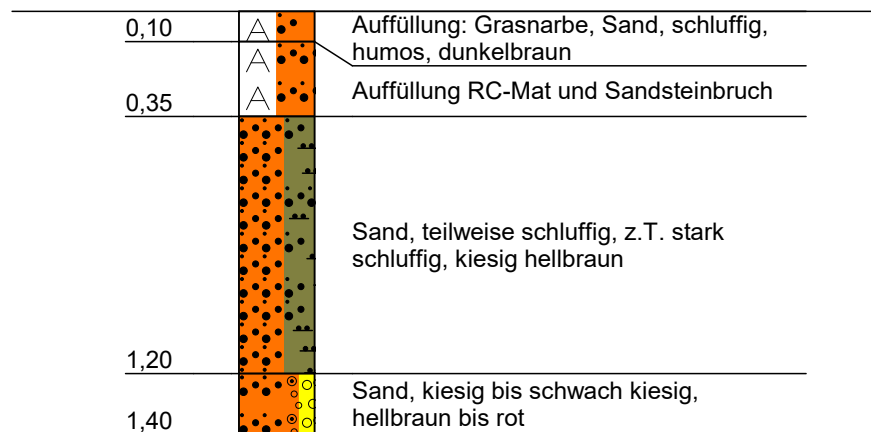 0,10
Auffüllung: Grasnarbe, Sand, schluffig,
humos, dunkelbraun
A
A
A
0,35
Auffüllung RC-Mat und Sandsteinbruch
Sand, teilweise schluffig, z.T. stark
schluffig, kiesig hellbraun
1,20
Sand, kiesig bis schwach kiesig,
hellbraun bis rot
1,40